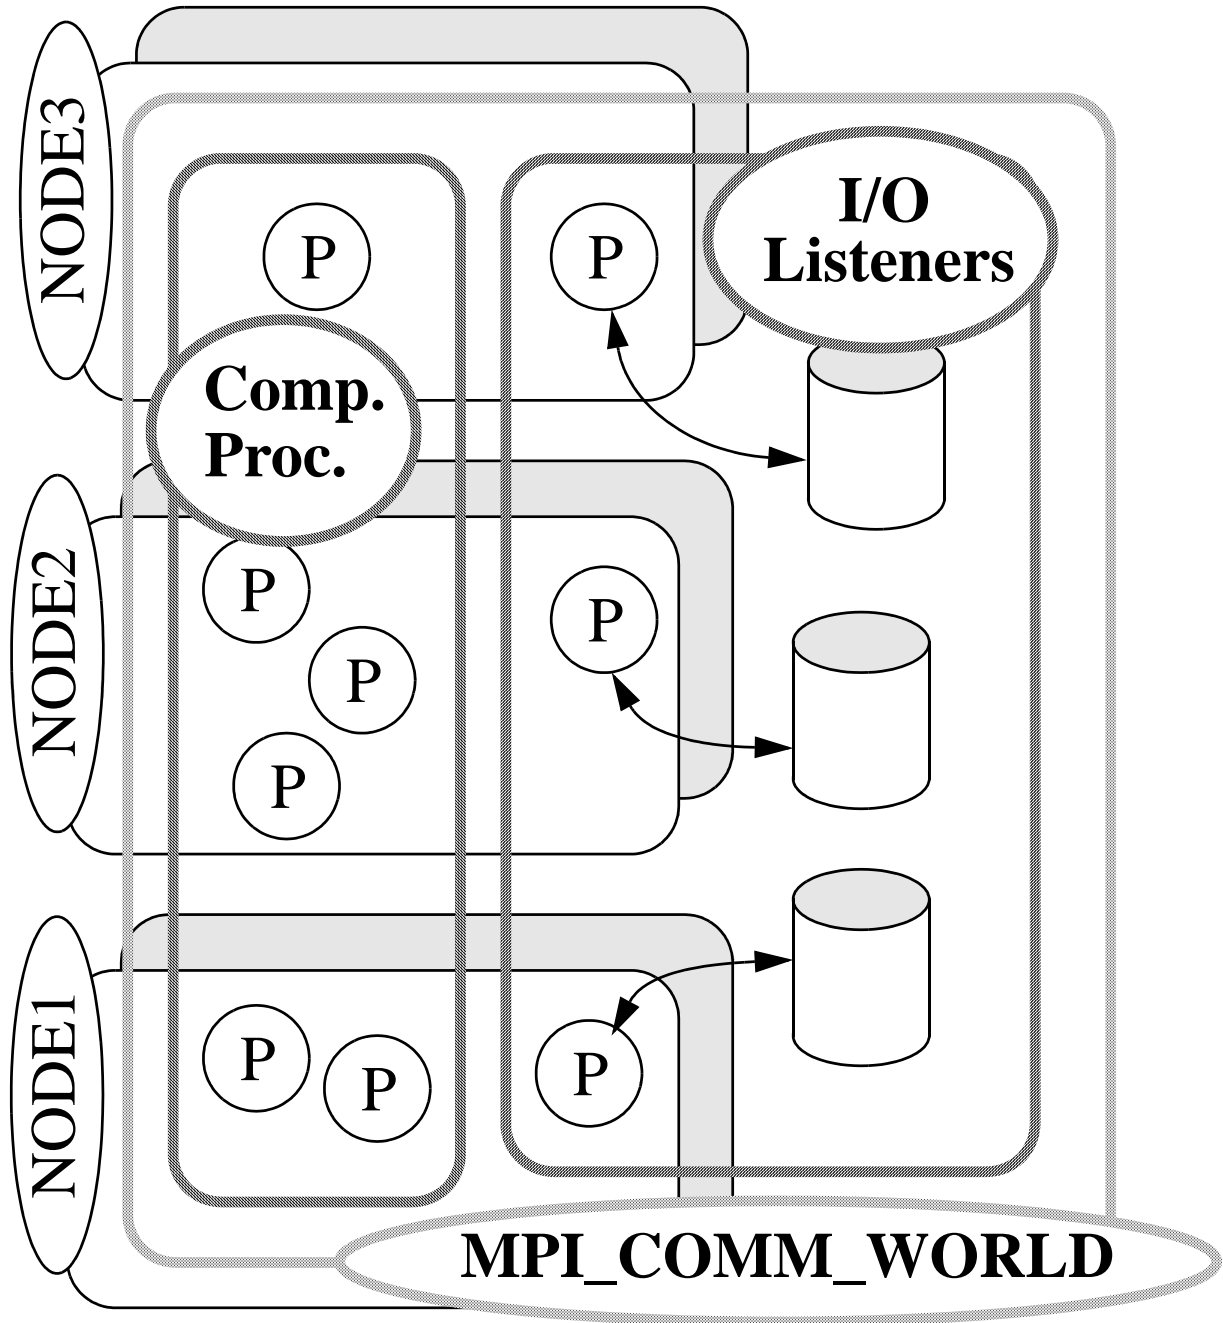 NODE3
P
P
I/O
Listeners
Comp.
Proc.
NODE2
P
P
P
P
NODE1
P
P
P
MPI_COMM_WORLD